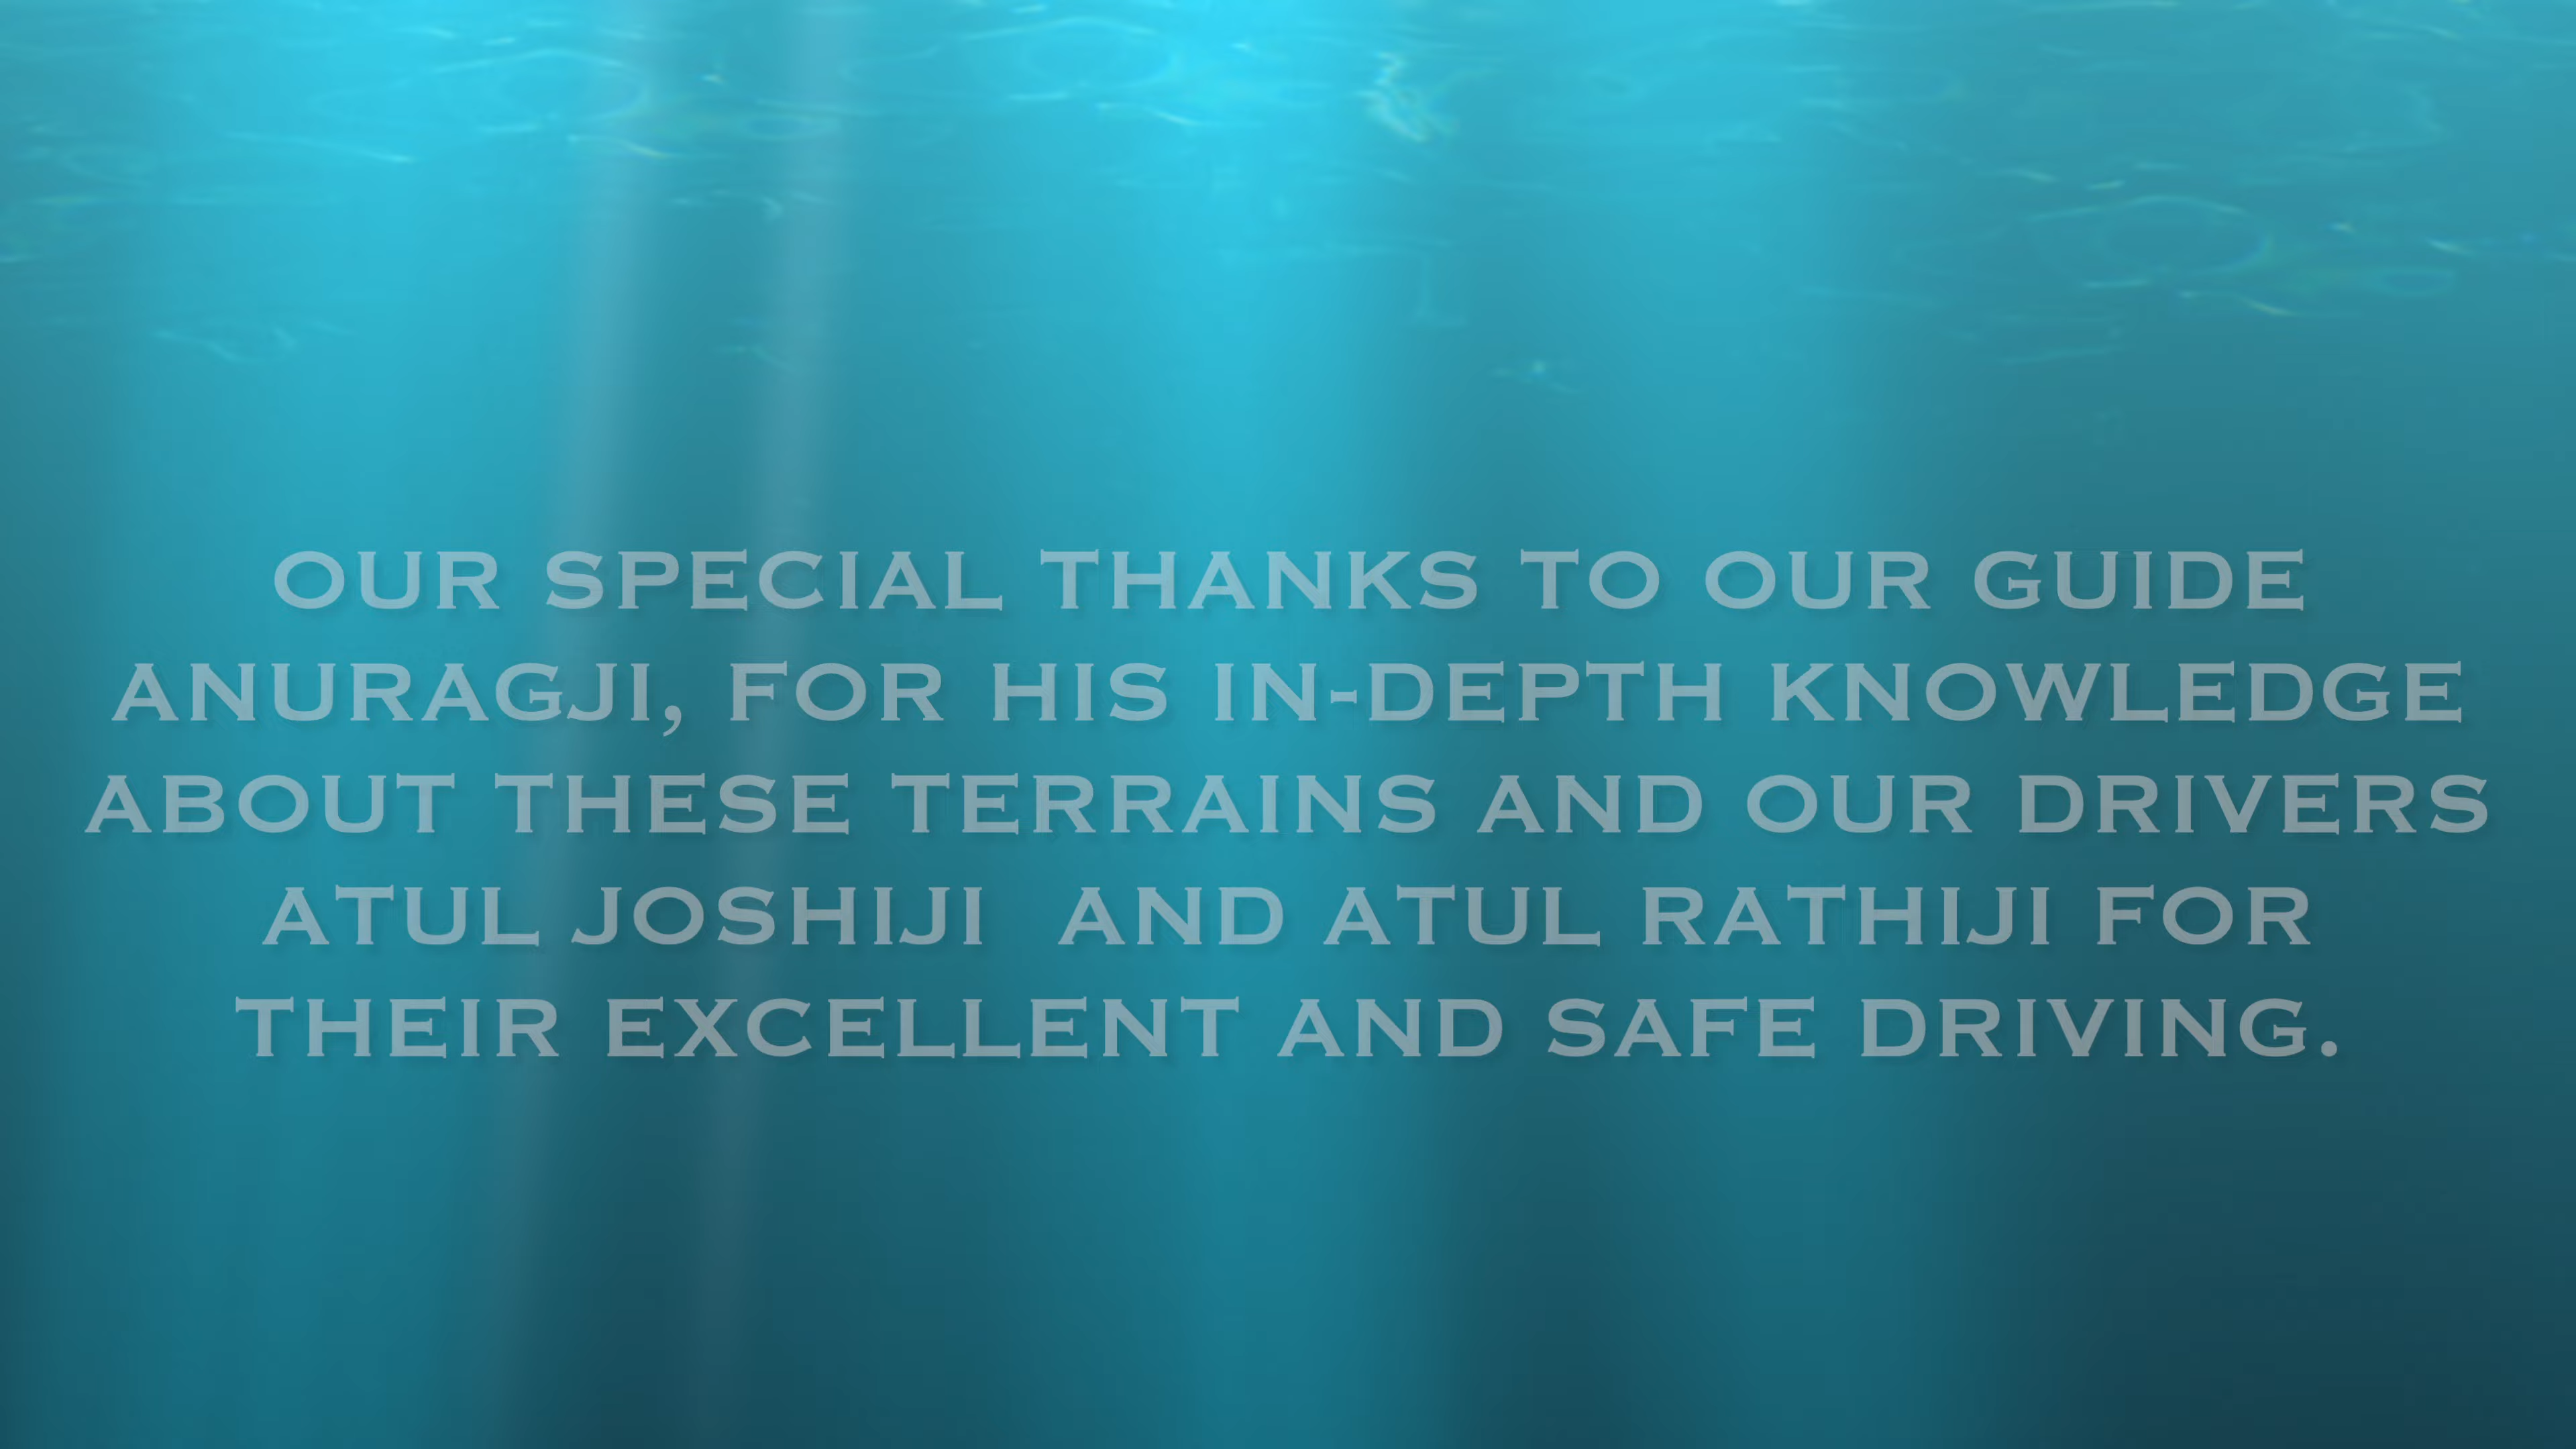 OUR SPECIAL THANKS TO OUR GUIDE
ANURAGJI, FOR HIS IN-DEPTH KNOWLEDGE
ABOUT THESE TERRAINS AND OUR DRIVERS
ATUL JOSHIJI  AND ATUL RATHIJI FOR
THEIR EXCELLENT AND SAFE DRIVING.